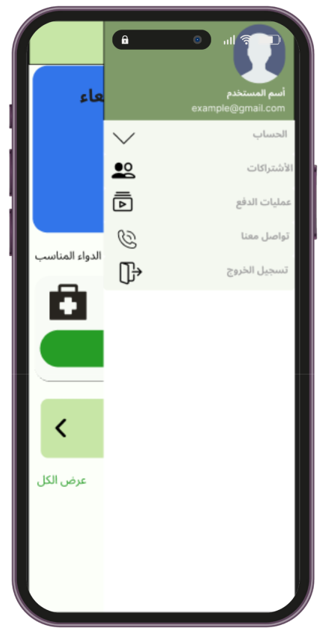 أسم المستخدم
example@gmail.com
الحساب
الأشتراكات
عمليات الدفع
تواصل معنا
تسجيل الخروج
الدواء المناسب
عرض الكل